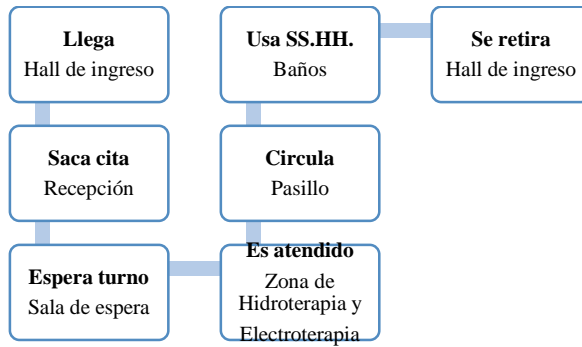 Llega
Hall de ingreso
Saca cita
Recepción
Espera turno
Sala de espera
Es atendido
Zona de
Hidroterapia y
Electroterapia
Circula
Pasillo
Usa SS.HH.
Baños
Se retira
Hall de ingreso